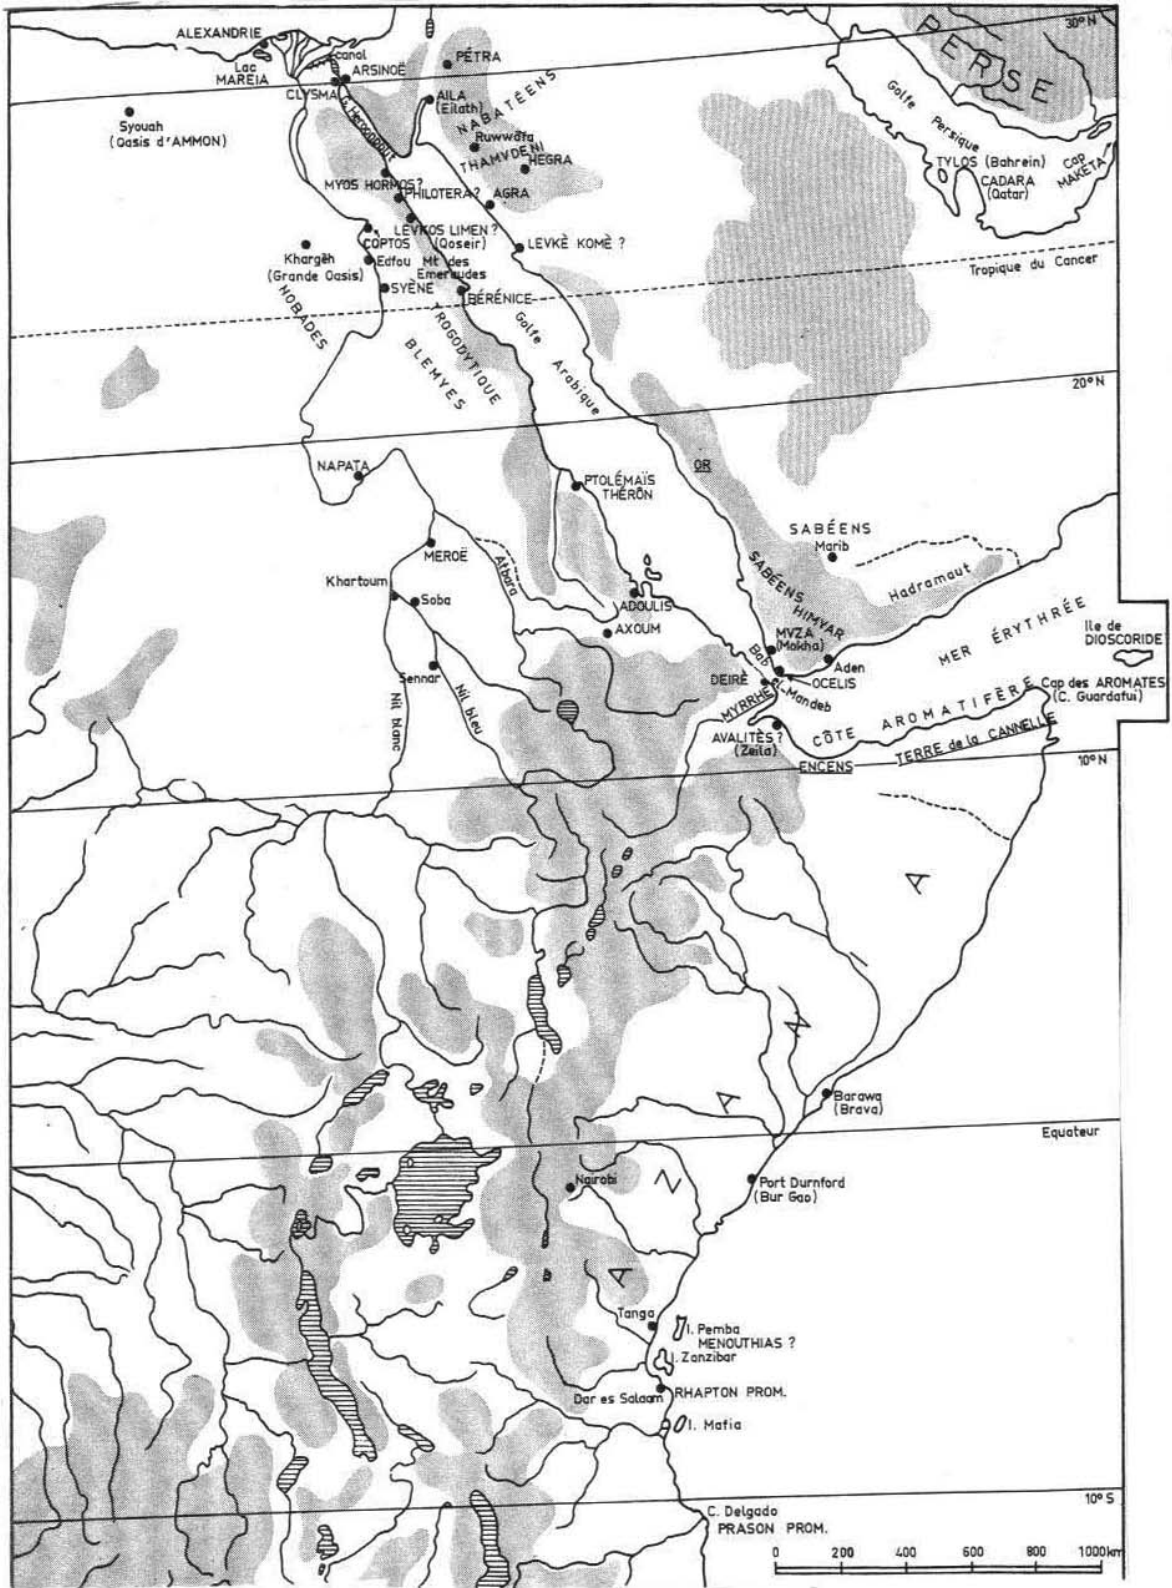 30° N
PERSE
ALEXANDRIE
canal
Lac
MAREIA
ARSINOË
CLYSMA
PÉTRA
AILA
(Eilath)
NABATÉENS
Syouah
(Oasis d'AMMON)
Ruwwāfa
THAMVDENI
HEGRA
Golfe
Persique
TYLOS (Bahrein)
CADARA
(Qatar)
Cap
MAKETA
MYOS HORMOS?
PHILOTERA?
AGRA
LEVKOS LIMEN ?
(Qoseir)
COPTOS
LEVKÈ KOMÈ ?
Khargèh
(Grande Oasis)
Edfou
Mt des
Emeraudes
SYÈNE
BÉRÉNICE
Tropique du Cancer
NOBADES
TROGODYTIQUE
BLEMYES
Golfe
Arabique
20° N
NAPATA
OR
PTOLÉMAÏS
THÉRÔN
SABÉENS
Marib
MEROË
Atbara
Khartoum
Soba
SABÉENS
HIMYAR
Hadramaut
ADOULIS
AXOUM
MVZA
(Mokha)
Aden
MER ÉRYTHRÉE
Ile de
DIOSCORIDE
Sennar
Bab el-Mandeb
DEIRÈ
OCELIS
Cap des AROMATES
(C. Guardafui)
Nil blanc
Nil bleu
MYRRHE
AVALITÈS ?
(Zeila)
CÔTE AROMATIFÈRE
TERRE de la CANNELLE
ENCENS
10° N
A Z A N I A
Barawa
(Brava)
Equateur
Nairobi
Port Durnford
(Bur Gao)
Tanga
I. Pemba
MENOUTHIAS ?
I. Zanzibar
Dar es Salaam
RHAPTON PROM.
I. Mafia
10° S
C. Delgado
PRASON PROM.
0 200 400 600 800 1000 km